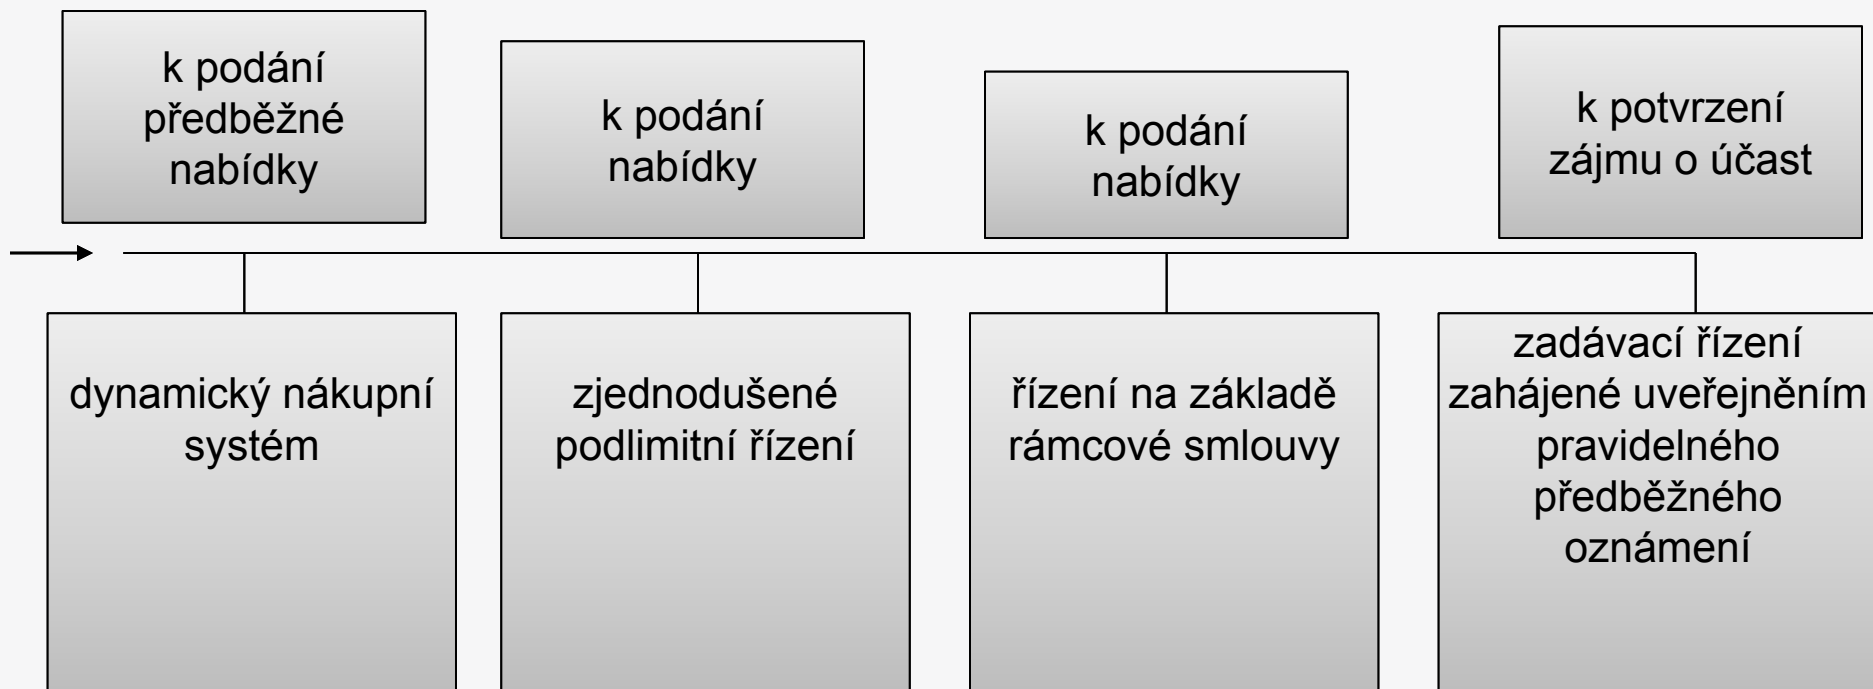 k podání
předběžné
nabídky
k podání
nabídky
k podání
nabídky
k potvrzení
zájmu o účast
dynamický nákupní
systém
zjednodušené
podlimitní řízení
řízení na základě
rámcové smlouvy
zadávací řízení
zahájené uveřejněním
pravidelného
předběžného
oznámení